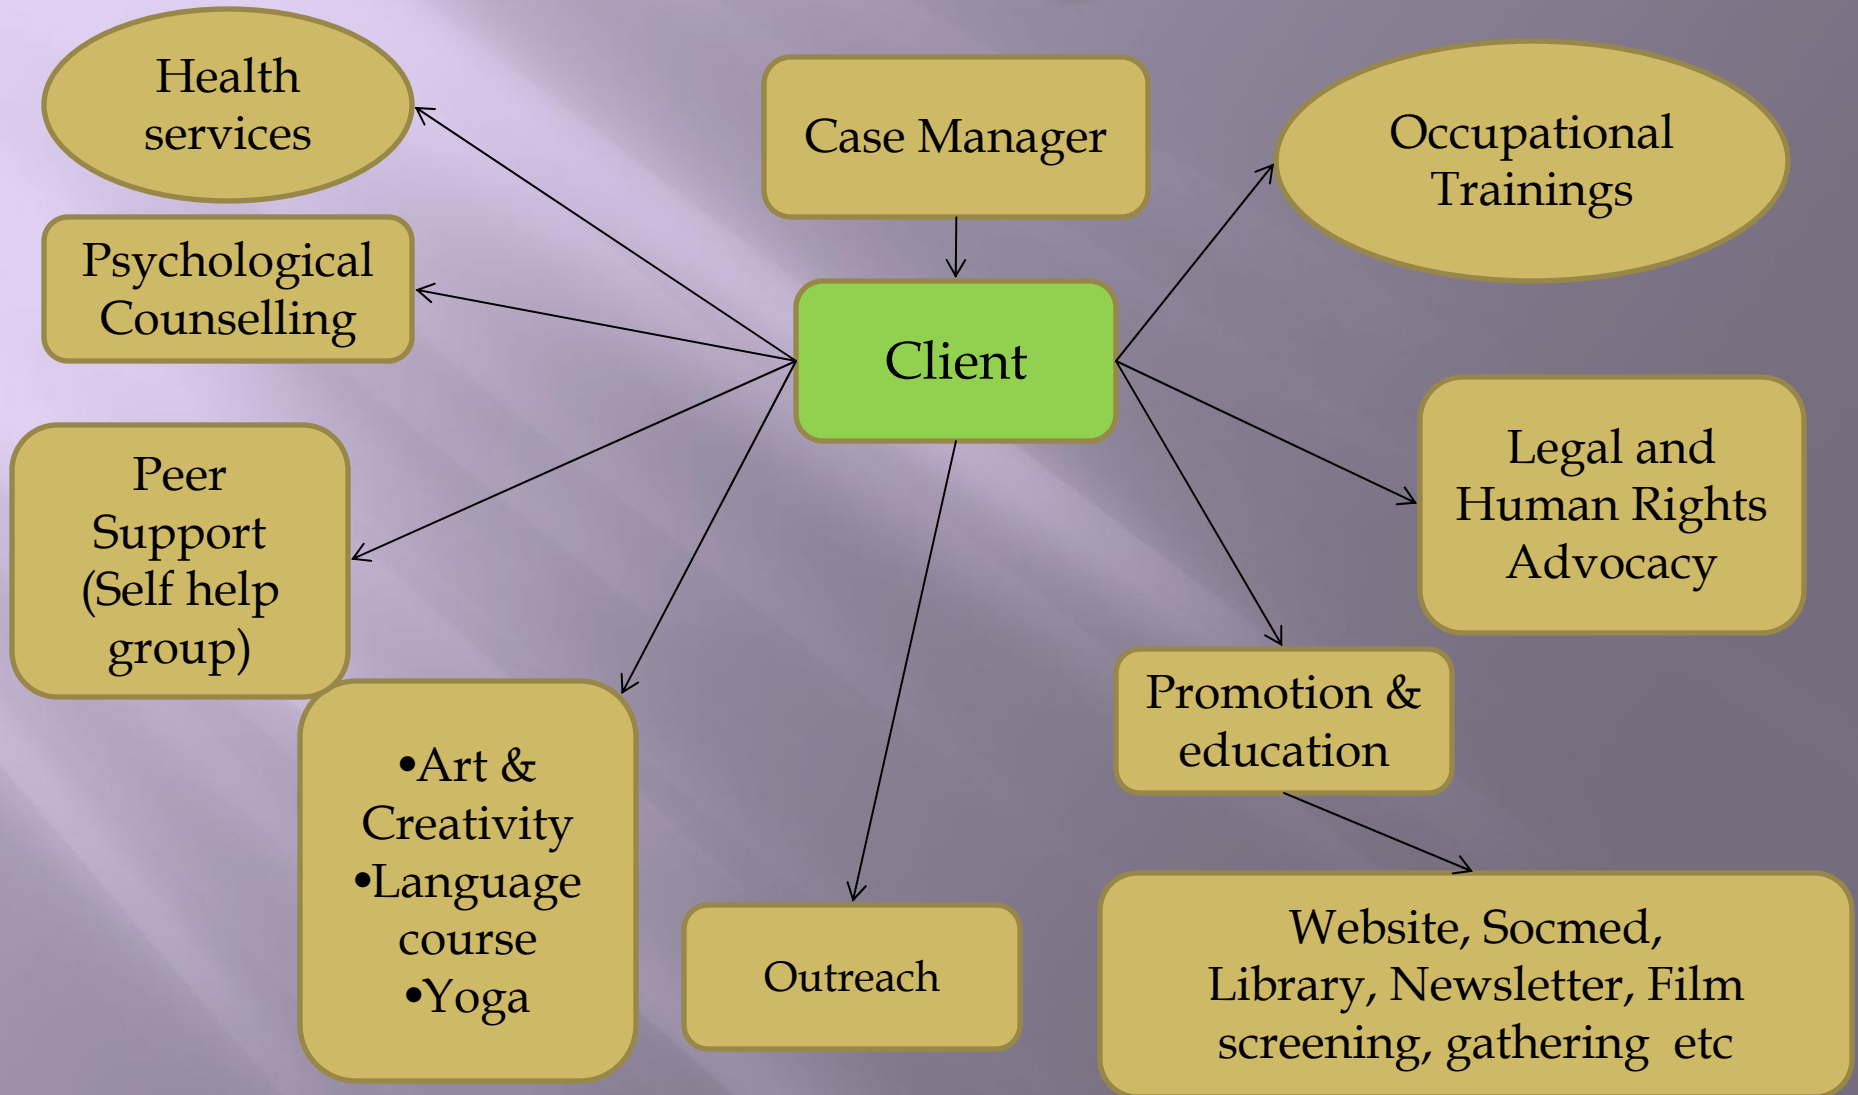 Health
services
Case Manager
Occupational
Trainings
Psychological
Counselling
Client
Peer
Support
(Self help
group)
Legal and
Human Rights
Advocacy
•Art &
Creativity
•Language
course
•Yoga
Promotion &
education
Outreach
Website, Socmed,
Library, Newsletter, Film
screening, gathering etc